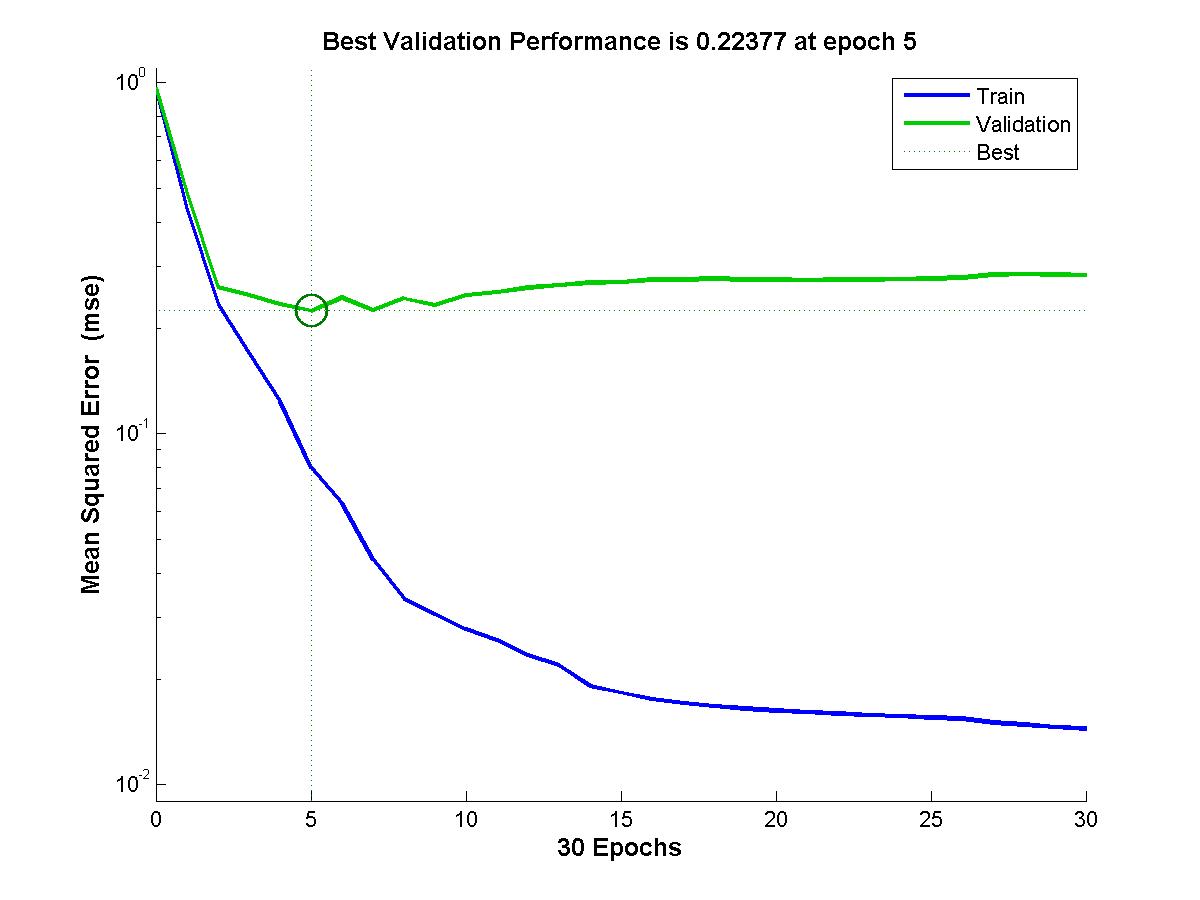 Best Validation Performance is 0.22377 at epoch 5
Train
Validation
Best
Mean Squared Error  (mse)
10^0
10^-1
10^-2
0 5 10 15 20 25 30
30 Epochs